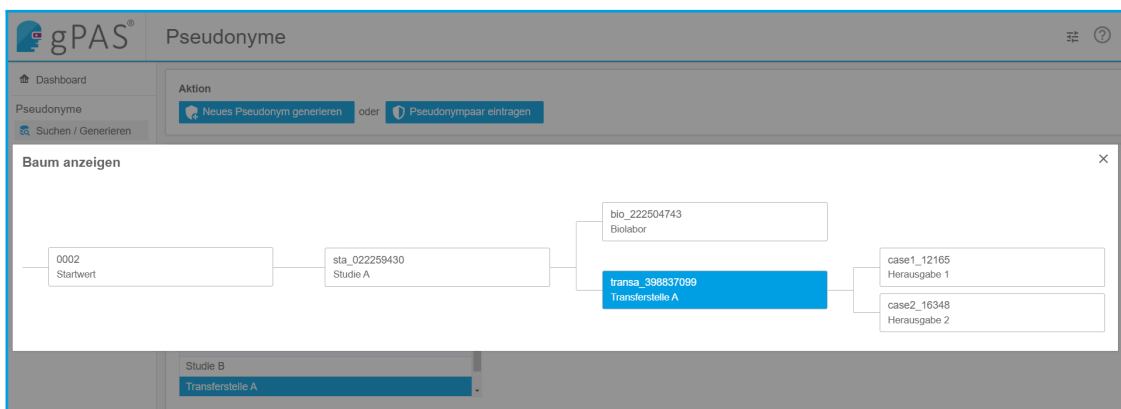 gPAS®
Pseudonyme
Dashboard
Pseudonyme
Suchen / Generieren
Aktion
Neues Pseudonym generieren oder Pseudonympaar eintragen
Baum anzeigen
0002
Startwert
sta_022259430
Studie A
bio_222504743
Biolabor
transa_398837099
Transferstelle A
case1_12165
Herausgabe 1
case2_16348
Herausgabe 2
Studie B
Transferstelle A